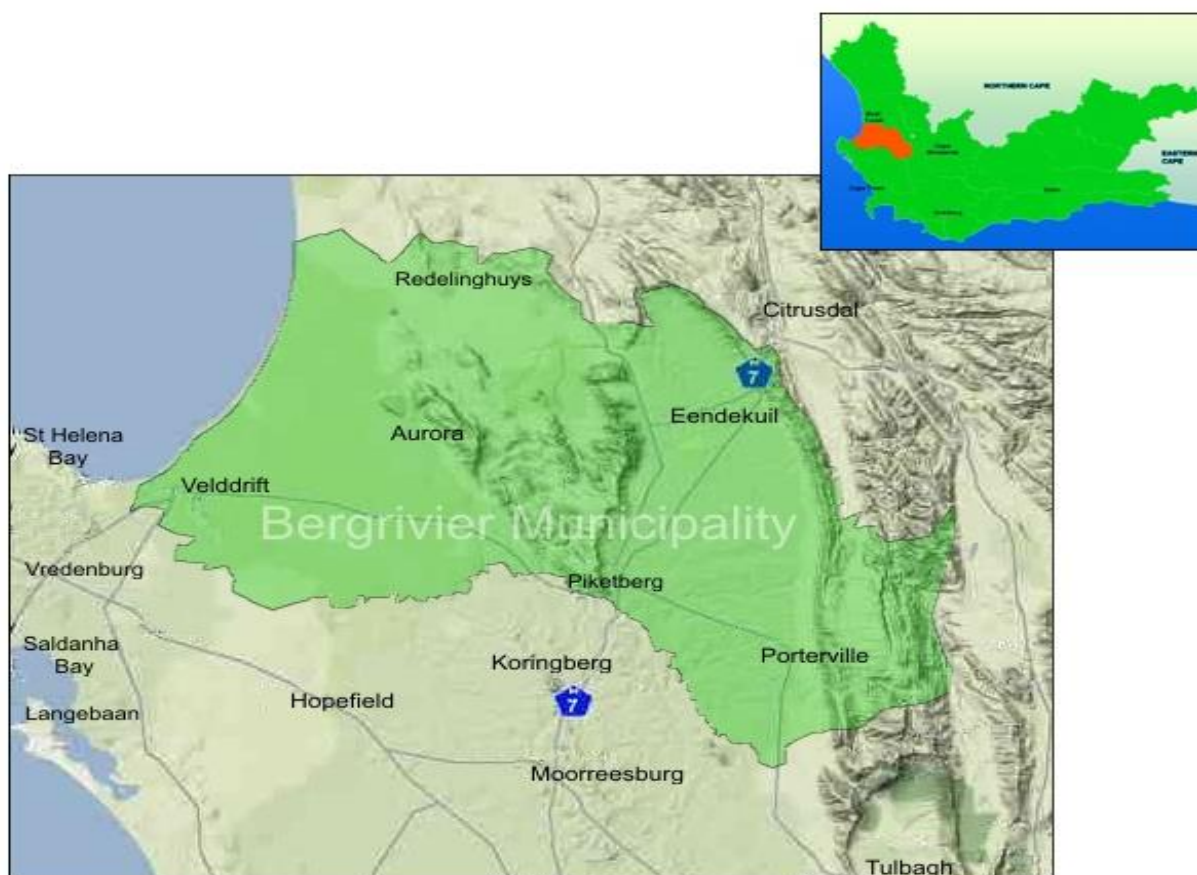 NORTHERN CAPE
EASTERN
CAPE
Redelinghuys
Citrusdal
7
Eendekuil
Aurora
St Helena
Bay
Velddrift
Bergrivier Municipality
Vredenburg
Piketberg
Saldanha
Bay
Koringberg
Porterville
7
Hopefield
Langebaan
Moorreesburg
Tulbagh